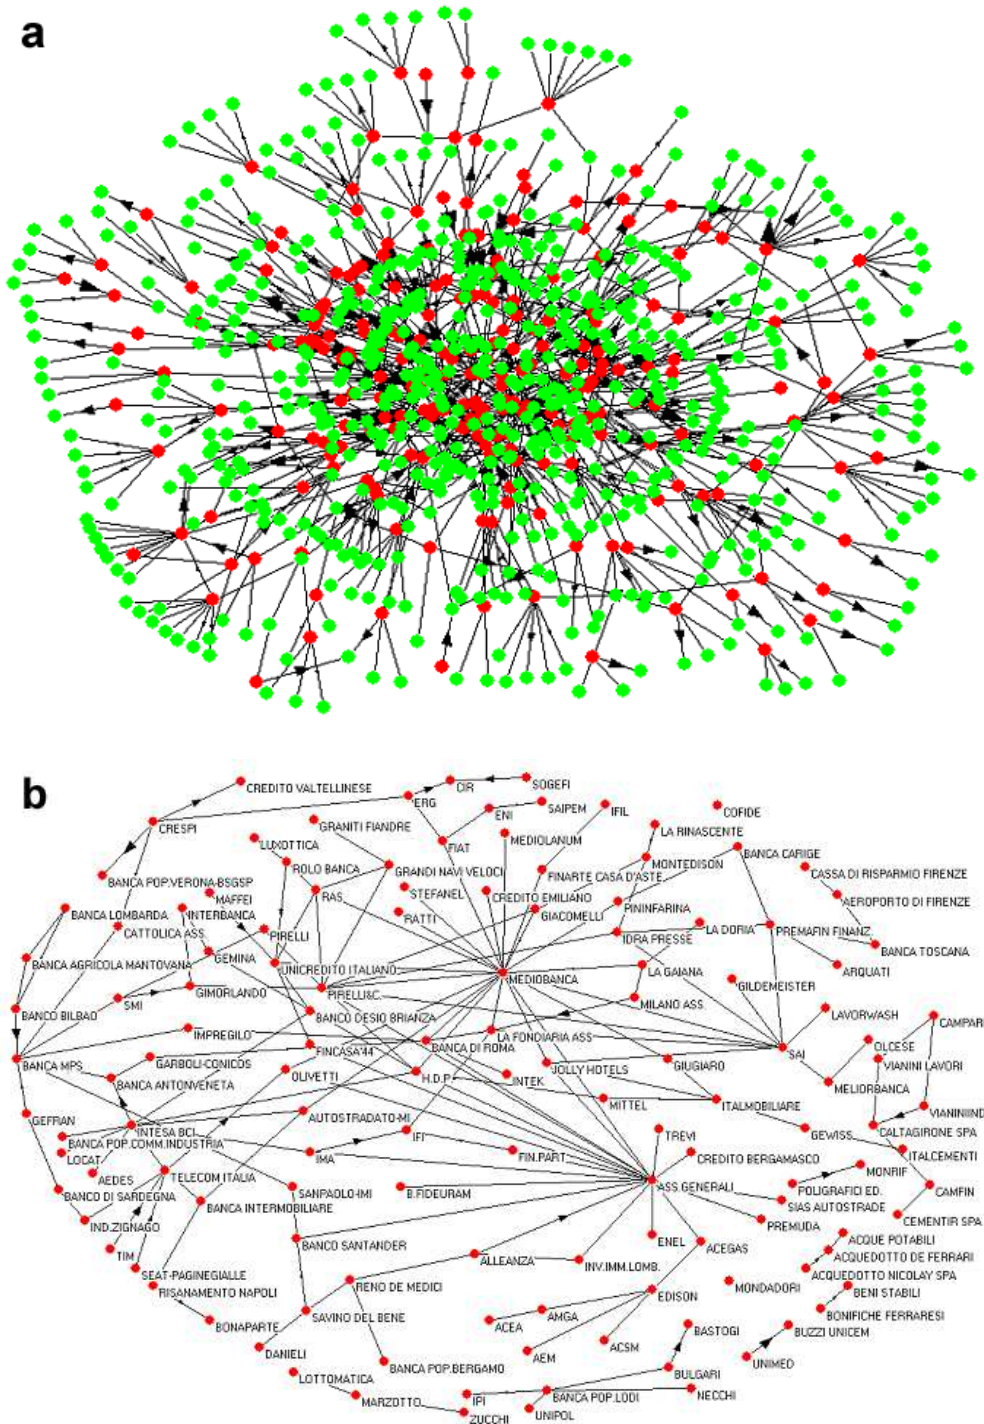 a
b
CREDITO VALTELLINESE
CIR
SOGEFI
ERG
ENI
SAIPEM
IFIL
COFIDE
CRESPI
GRANITI FIANDRE
FIAT
MEDIOLANUM
LA RINASCENTE
LUXOTTICA
BANCA CARIGE
ROLO BANCA
GRANDI NAVI VELOCI
FINARTE CASA D'ASTE
MONTEDISON
CASSA DI RISPARMIO FIRENZE
BANCA POP.VERONA-BSGSP
RAS
STEFANEL
CREDITO EMILIANO
PININFARINA
AEROPORTO DI FIRENZE
MAFFEI
BANCA LOMBARDA
INTERBANCA
RATTI
GIACOMELLI
CATTOLICA ASS.
PIRELLI
IDRA PRESSE
LA DORIA
PREMAFIN FINANZ.
BANCA TOSCANA
BANCA AGRICOLA MANTOVANA
GEMINA
UNICREDITO ITALIANO
MEDIOBANCA
LA GAIANA
ARQUATI
GIMORLANDO
PIRELLI&C.
GILDEMEISTER
SMI
MILANO ASS.
BANCO BILBAO
BANCO DESIO BRIANZA
LAVORWASH
CAMPARI
IMPREGILO
LA FONDIARIA ASS
BANCA DI ROMA
FINCASA'44
OLCESE
SAI
BANCA MPS
GARBOLI-CONICOS
JOLLY HOTELS
GIUGIARO
VIANINI LAVORI
BANCA ANTONVENETA
OLIVETTI
H.D.P.
INTEK
MELIORBANCA
MITTEL
ITALMOBILIARE
VIANINIIND
GEFRAN
AUTOSTRADATO-MI
INTESA BCI
IFI
TREVI
GEWISS
CALTAGIRONE SPA
BANCA POP.COMM.INDUSTRIA
LOCAT
IMA
FIN.PART
CREDITO BERGAMASCO
ITALCEMENTI
AEDES
TELECOM ITALIA
MONRIF
BANCO DI SARDEGNA
SANPAOLO-IMI
B.FIDEURAM
ASS.GENERALI
POLIGRAFICI ED.
CAMFIN
BANCA INTERMOBILIARE
SIAS AUTOSTRADE
IND.ZIGNAGO
PREMUDA
CEMENTIR SPA
TIM
BANCO SANTANDER
ENEL
ACEGAS
ACQUE POTABILI
ALLEANZA
INV.IMM.LOMB.
ACQUEDOTTO DE FERRARI
SEAT-PAGINEGIALLE
ACQUEDOTTO NICOLAY SPA
RISANAMENTO NAPOLI
RENO DE MEDICI
EDISON
MONDADORI
BENI STABILI
SAVINO DEL BENE
AMGA
BONIFICHE FERRARESI
BONAPARTE
ACEA
BASTOGI
BUZZI UNICEM
DANIELI
ACSM
AEM
UNIMED
BANCA POP.BERGAMO
BULGARI
LOTTOMATICA
MARZOTTO
IPI
BANCA POP.LODI
NECCHI
ZUCCHI
UNIPOL